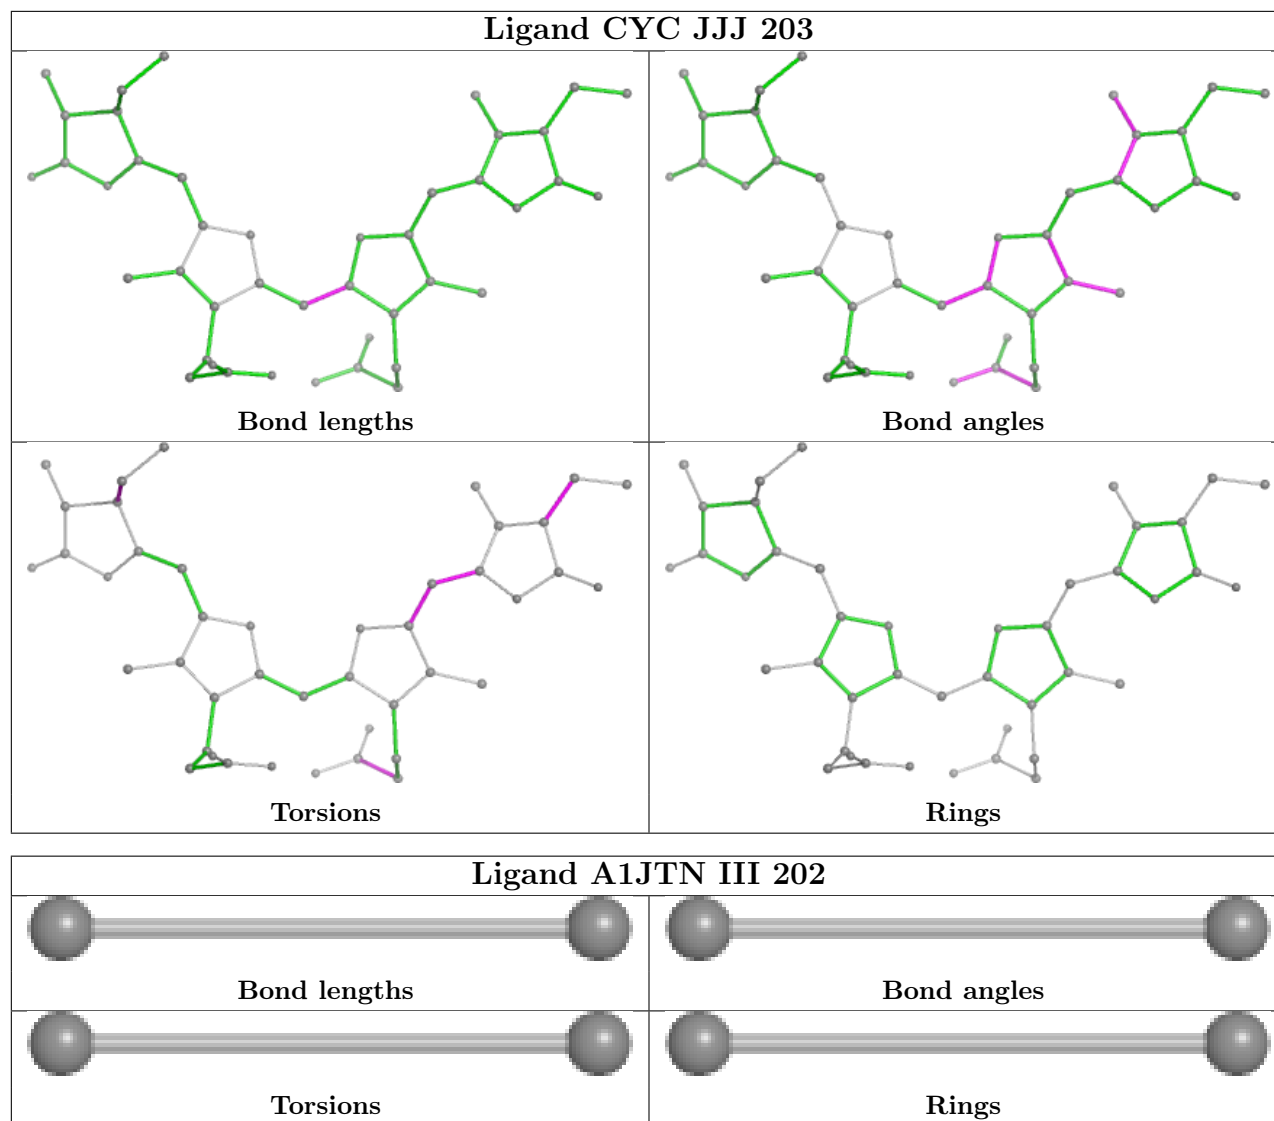 Ligand CYC JJJ 203
Bond lengths
Bond angles
Torsions
Rings
Ligand A1JTN III 202
Bond lengths
Bond angles
Torsions
Rings